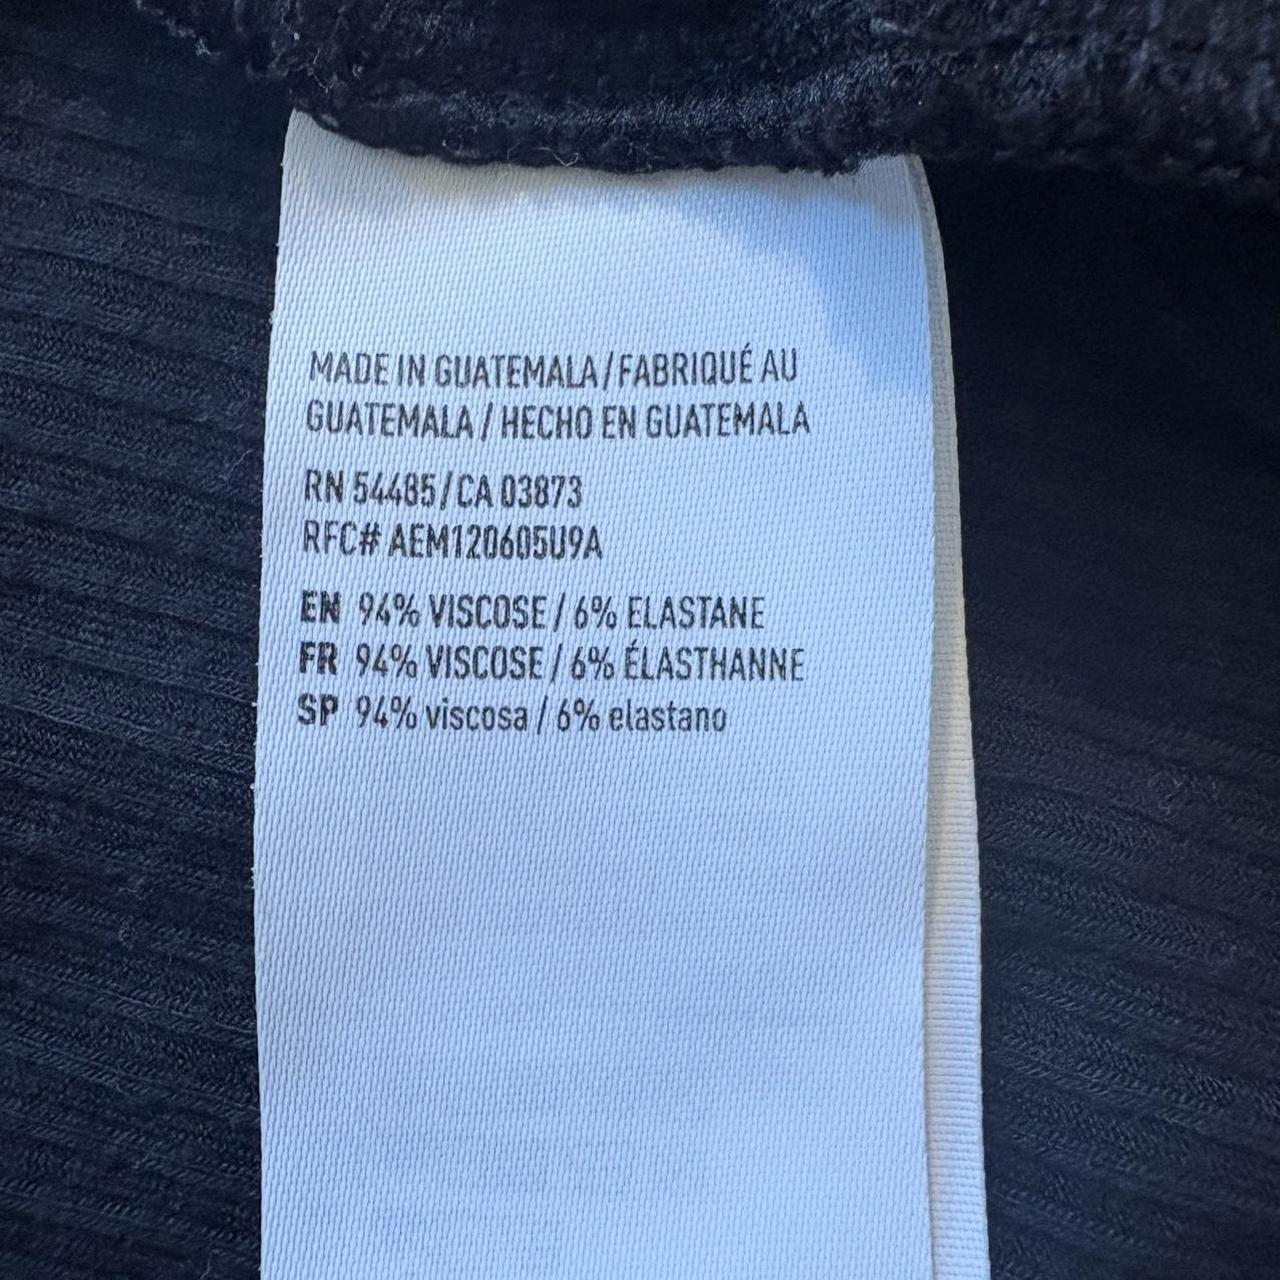 MADE IN GUATEMALA / FABRIQUÉ AU
GUATEMALA / HECHO EN GUATEMALA
RN 54485 / CA 03873
RFC# AEM120605U9A
EN 94% VISCOSE / 6% ELASTANE
FR 94% VISCOSE / 6% ÉLASTHANNE
SP 94% viscosa / 6% elastano